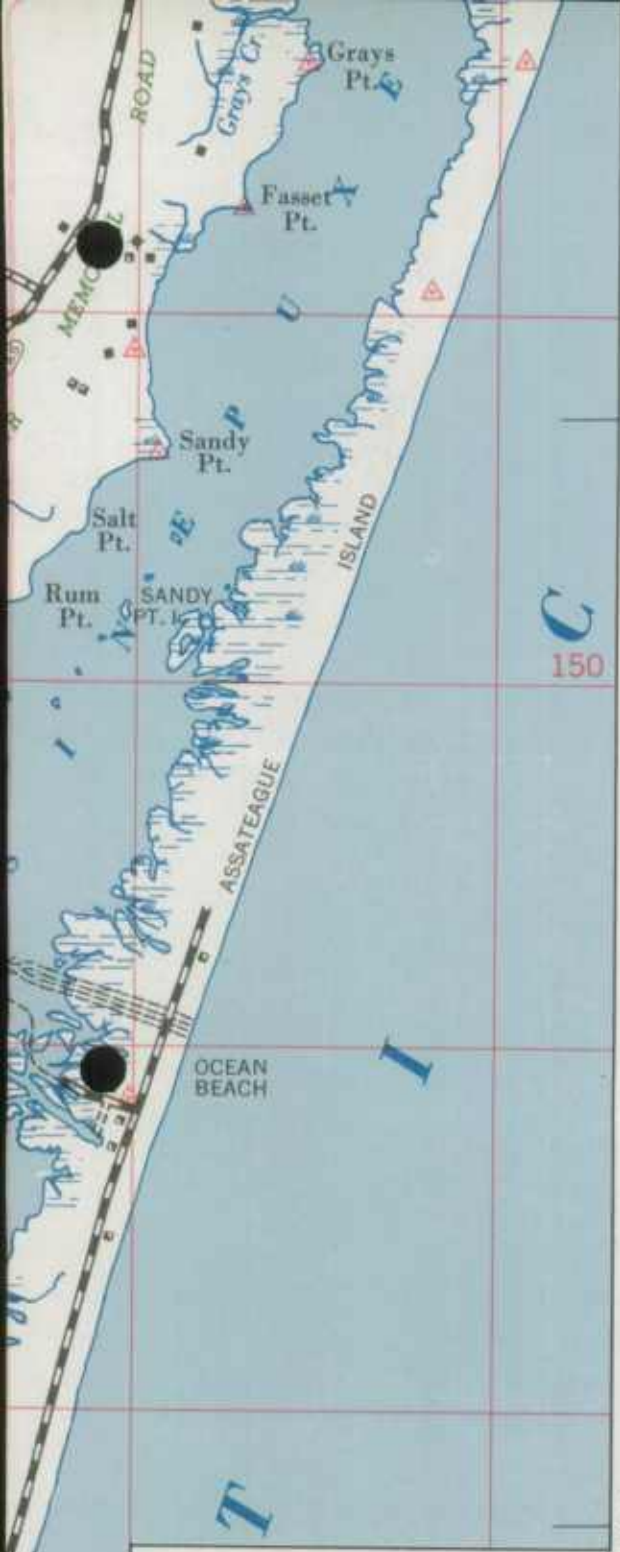 ROAD
Grays Cr.
Grays
Pt.
E
Fasset
Pt.
X
U
P
Sandy
Pt.
Salt
Pt.
E
Rum
Pt.
SANDY
PT. I.
N
I
ISLAND
C
150
ASSATEAGUE
OCEAN
BEACH
I
T